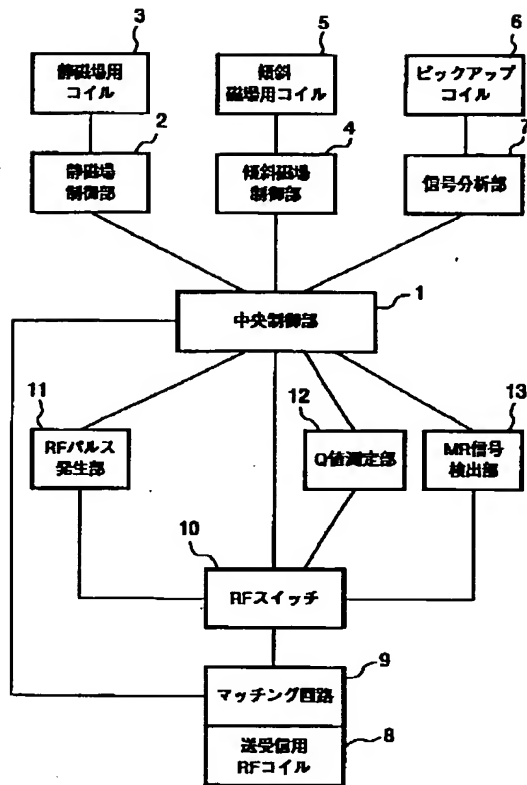 3
静磁場用
コイル
5
傾斜
磁場用コイル
6
ピックアップ
コイル
2
静磁場
制御部
4
傾斜磁場
制御部
7
信号分析部
1
中央制御部
11
RFパルス
発生部
12
Q値測定部
13
MR信号
検出部
10
RFスイッチ
9
マッチング回路
8
送受信用
RFコイル